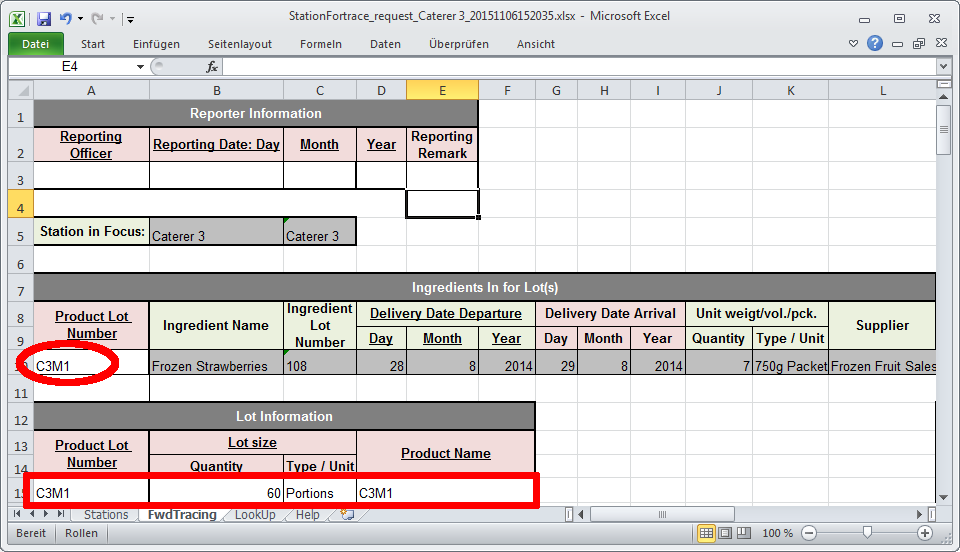 StationFortrace_request_Caterer 3_20151106152035.xlsx - Microsoft Excel
Datei Start Einfügen Seitenlayout Formeln Daten Überprüfen Ansicht
E4 fx
A B C D E F G H I J K L
1 Reporter Information
2 Reporting Officer Reporting Date: Day Month Year Reporting Remark
3
4
5 Station in Focus: Caterer 3 Caterer 3
6
7 Ingredients In for Lot(s)
8 Product Lot Number Ingredient Name Ingredient Lot Number Delivery Date Departure Delivery Date Arrival Unit weigt/vol./pck. Supplier
9 Day Month Year Day Month Year Quantity Type / Unit
C3M1 Frozen Strawberries 108 28 8 2014 29 8 2014 7 750g Packet Frozen Fruit Sales
11
12 Lot Information
13 Product Lot Number Lot size Product Name
14 Quantity Type / Unit
15 C3M1 60 Portions C3M1
Stations FwdTracing LookUp Help
Bereit Rollen 100 %